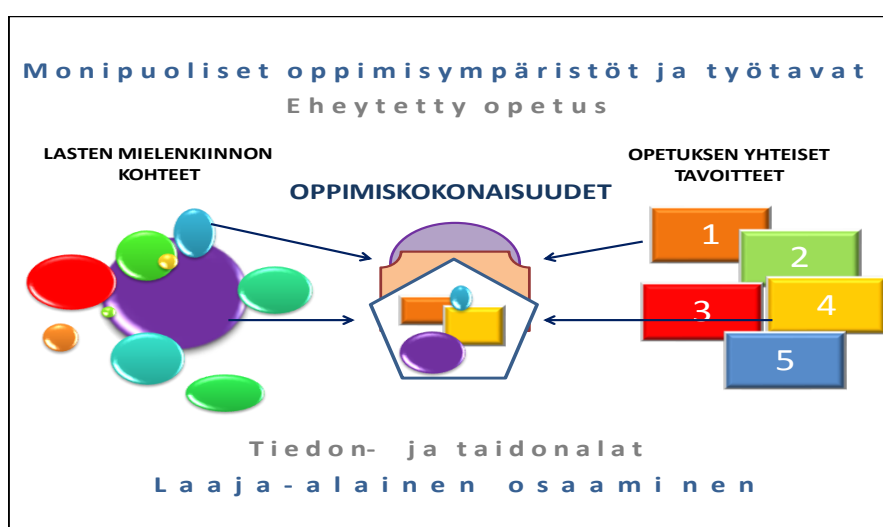 Monipuoliset oppimisympäristöt ja työtavat
Eheytetty opetus
LASTEN MIELENKIINNON
KOHTEET
OPETUKSEN YHTEISET
TAVOITTEET
OPPIMISKOKONAISUUDET
1
2
3
4
5
Tiedon- ja taidonalat
Laaja-alainen osaaminen